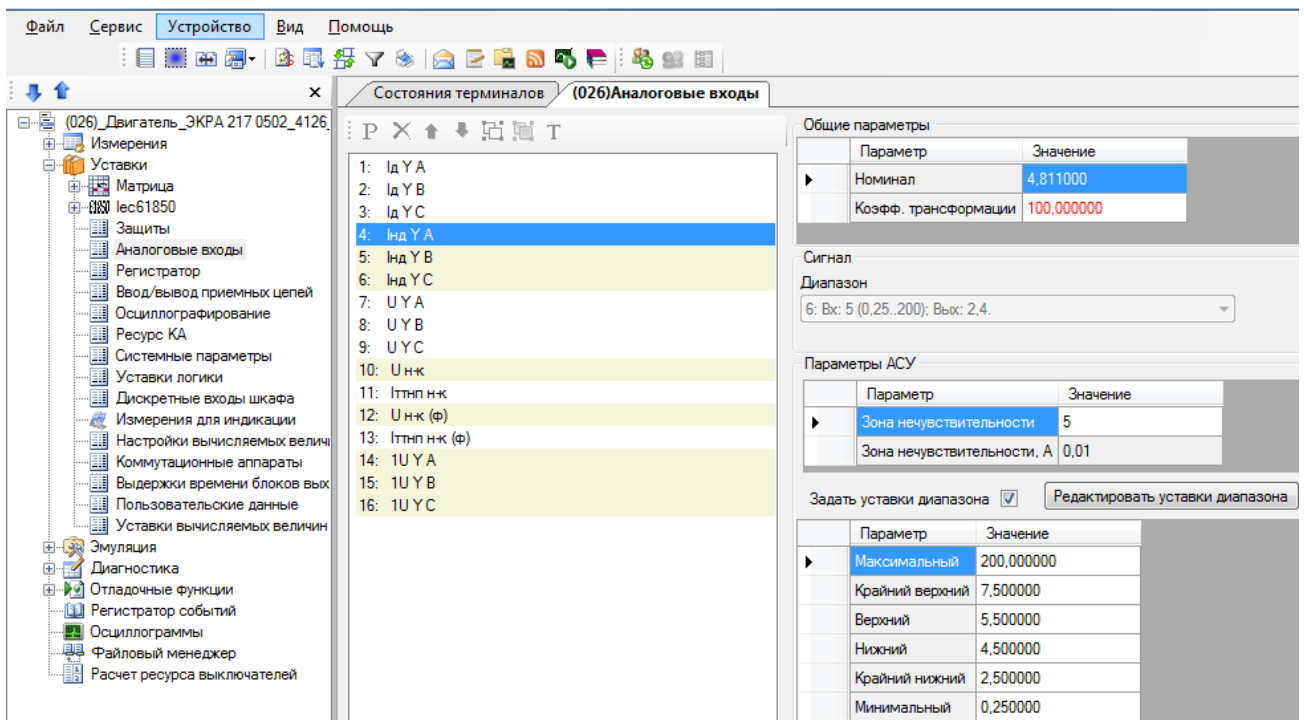 Файл Сервис Устройство Вид Помощь
Состояния терминалов (026)Аналоговые входы
(026)_Двигатель_ЭКРА 217 0502_4126_
Измерения
Уставки
Матрица
Iec61850
Защиты
Аналоговые входы
Регистратор
Ввод/вывод приемных цепей
Осциллографирование
Ресурс КА
Системные параметры
Уставки логики
Дискретные входы шкафа
Измерения для индикации
Настройки вычисляемых величи
Коммутационные аппараты
Выдержки времени блоков вых
Пользовательские данные
Уставки вычисляемых величин
Эмуляция
Диагностика
Отладочные функции
Регистратор событий
Осциллограммы
Файловый менеджер
Расчет ресурса выключателей
P T
1: Iд Y A
2: Iд Y B
3: Iд Y C
4: Iнд Y A
5: Iнд Y B
6: Iнд Y C
7: U Y A
8: U Y B
9: U Y C
10: U н-к
11: Iттнп н-к
12: U н-к (ф)
13: Iттнп н-к (ф)
14: 1U Y A
15: 1U Y B
16: 1U Y C
Общие параметры
Параметр Значение
Номинал 4,811000
Коэфф. трансформации 100,000000
Сигнал
Диапазон
6: Вх: 5 (0,25..200); Вых: 2,4.
Параметры АСУ
Параметр Значение
Зона нечувствительности 5
Зона нечувствительности, А 0,01
Задать уставки диапазона Редактировать уставки диапазона
Параметр Значение
Максимальный 200,000000
Крайний верхний 7,500000
Верхний 5,500000
Нижний 4,500000
Крайний нижний 2,500000
Минимальный 0,250000